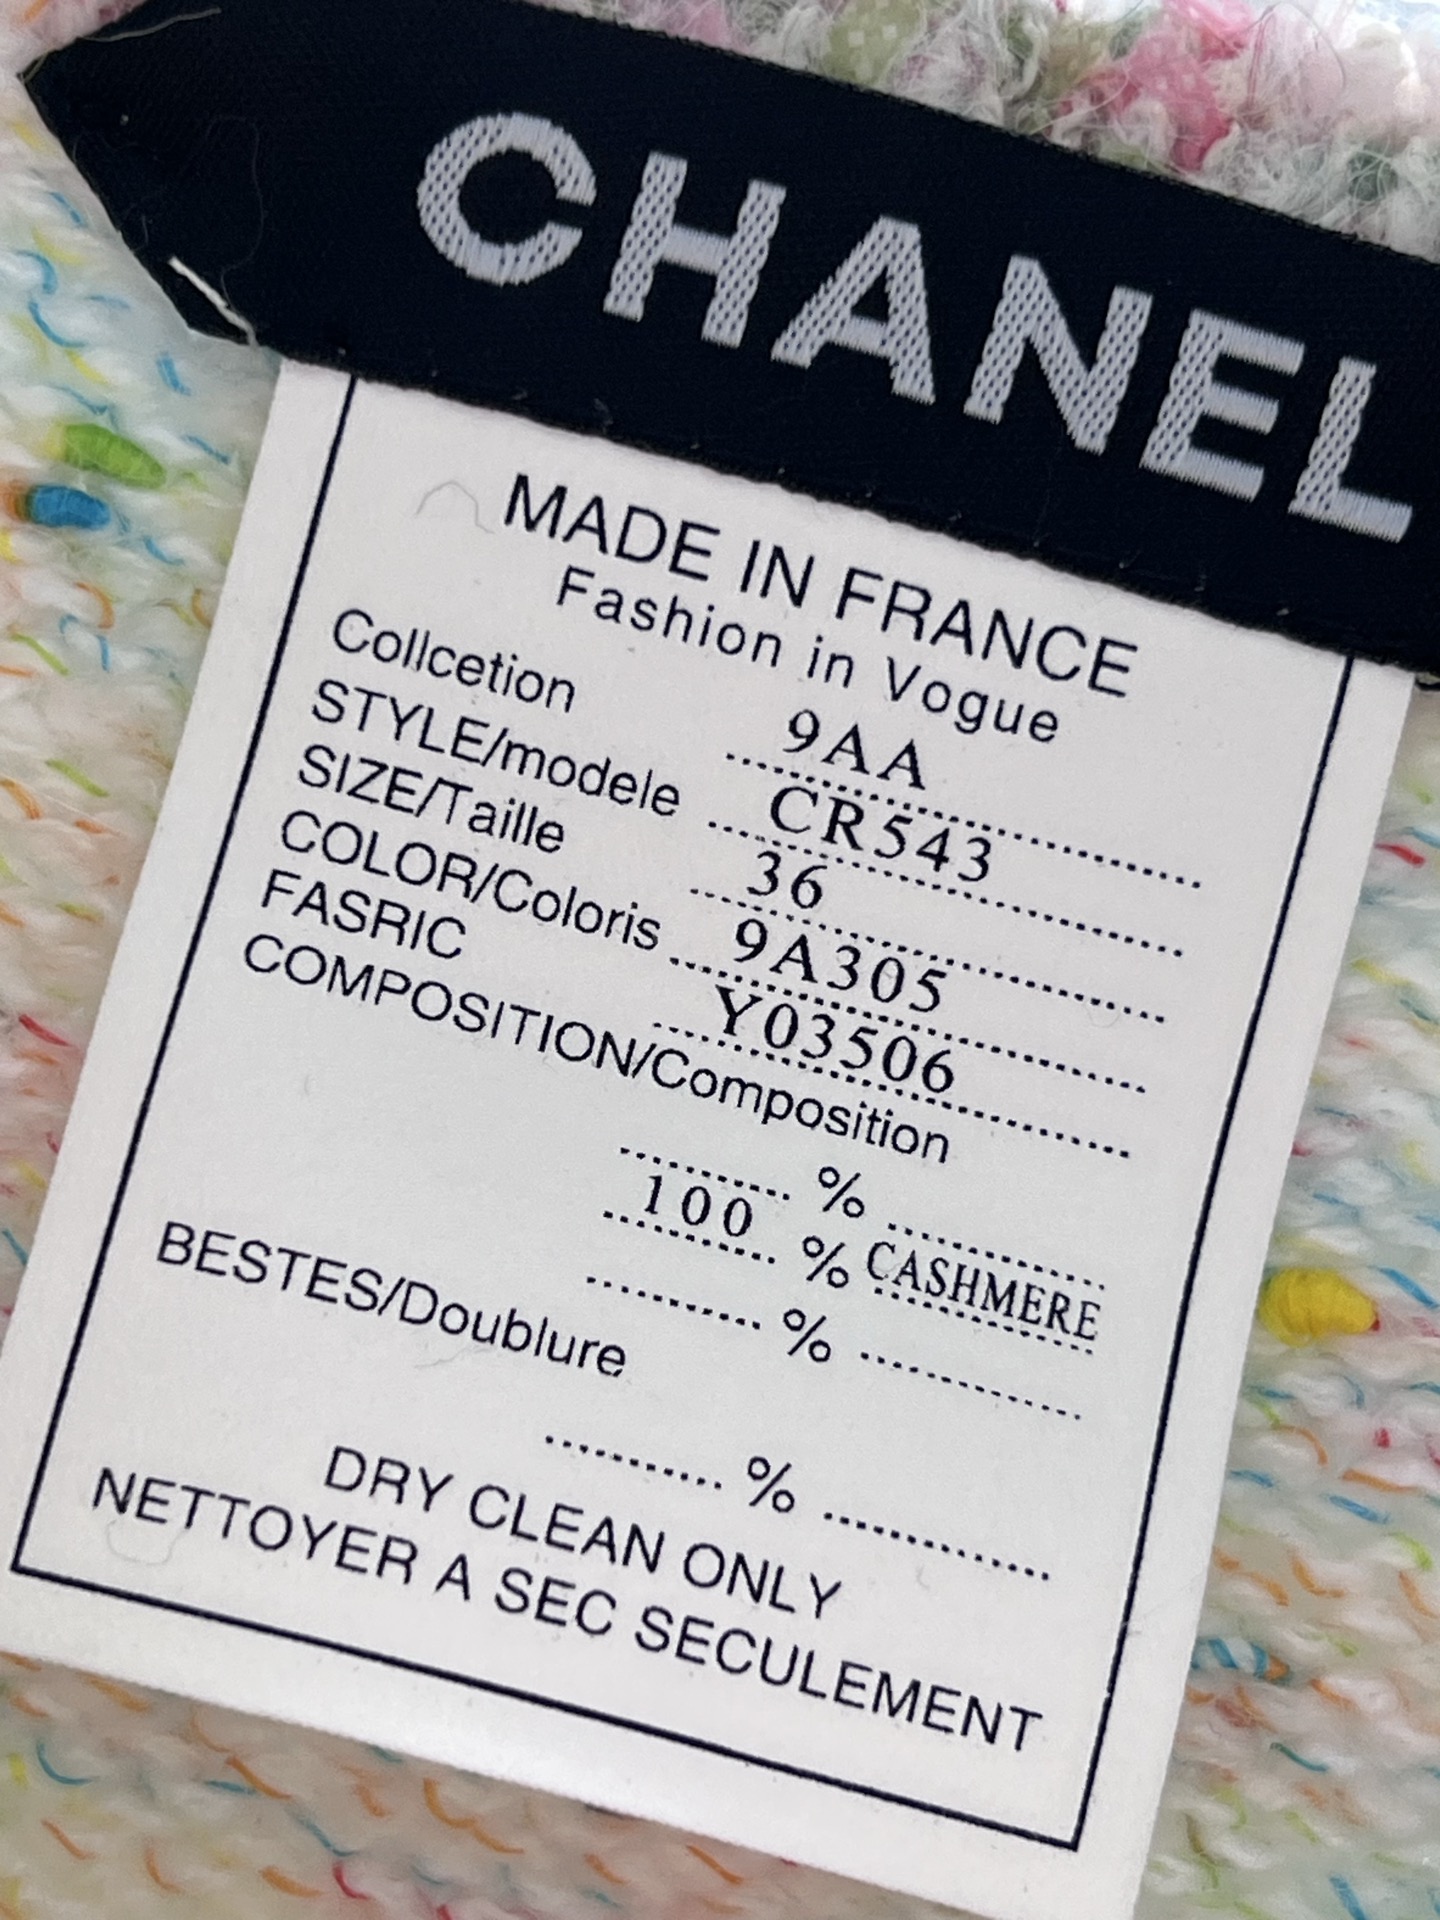 CHANEL
MADE IN FRANCE
Fashion in Vogue
Collcetion 9AA
STYLE/modele CR543
SIZE/Taille 36
COLOR/Coloris 9A305
FASRIC Y03506
COMPOSITION/Composition
%
100 % CASHMERE
%
BESTES/Doublure
%
DRY CLEAN ONLY
NETTOYER A SEC SECULEMENT